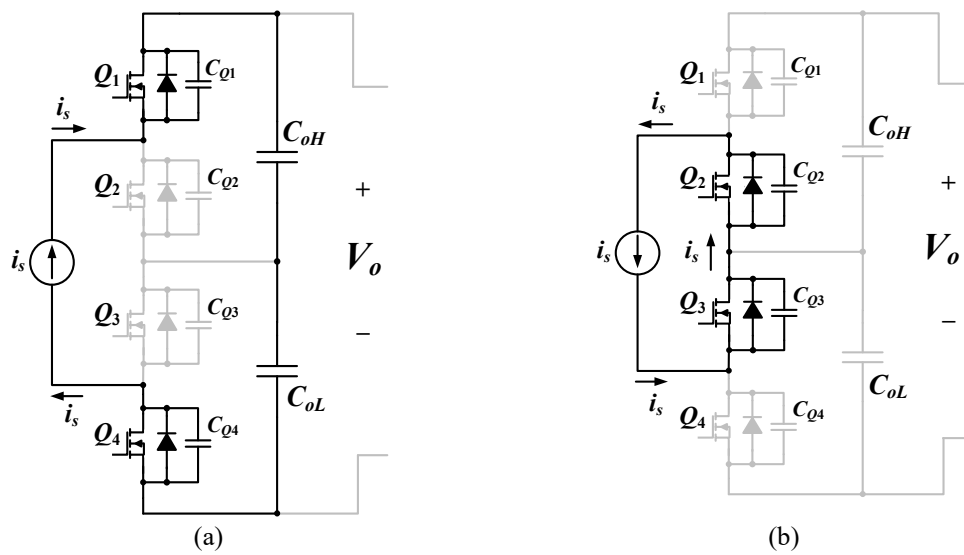 Q1
CQ1
is
CoH
Q2
CQ2
+
is
Vo
Q3
CQ3
−
CoL
is
Q4
CQ4
(a)
Q1
CQ1
is
CoH
Q2
CQ2
+
is
is
Vo
Q3
CQ3
−
is
CoL
Q4
CQ4
(b)